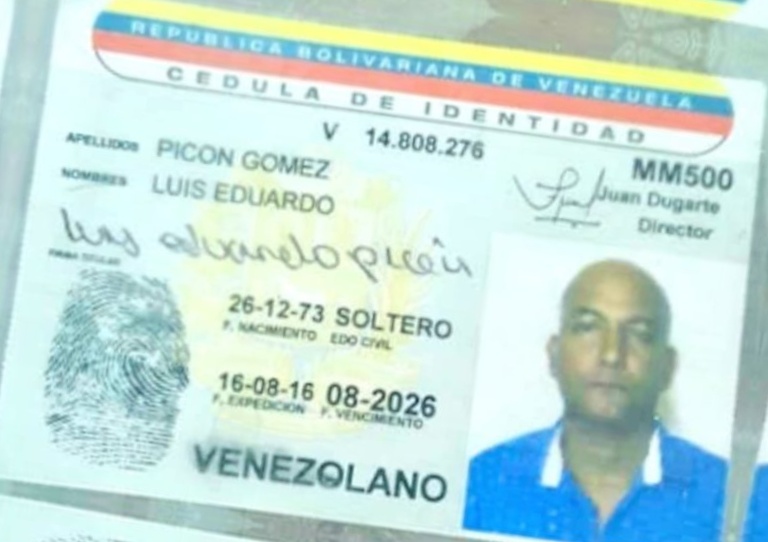 REPUBLICA BOLIVARIANA DE VENEZUELA
CEDULA DE IDENTIDAD
V 14.808.276
APELLIDOS PICON GOMEZ
NOMBRES LUIS EDUARDO
MM500
Juan Dugarte
Director
luis eduardo picón
FIRMA TITULAR
26-12-73 SOLTERO
F. NACIMIENTO EDO CIVIL
16-08-16 08-2026
F. EXPEDICION F. VENCIMIENTO
VENEZOLANO